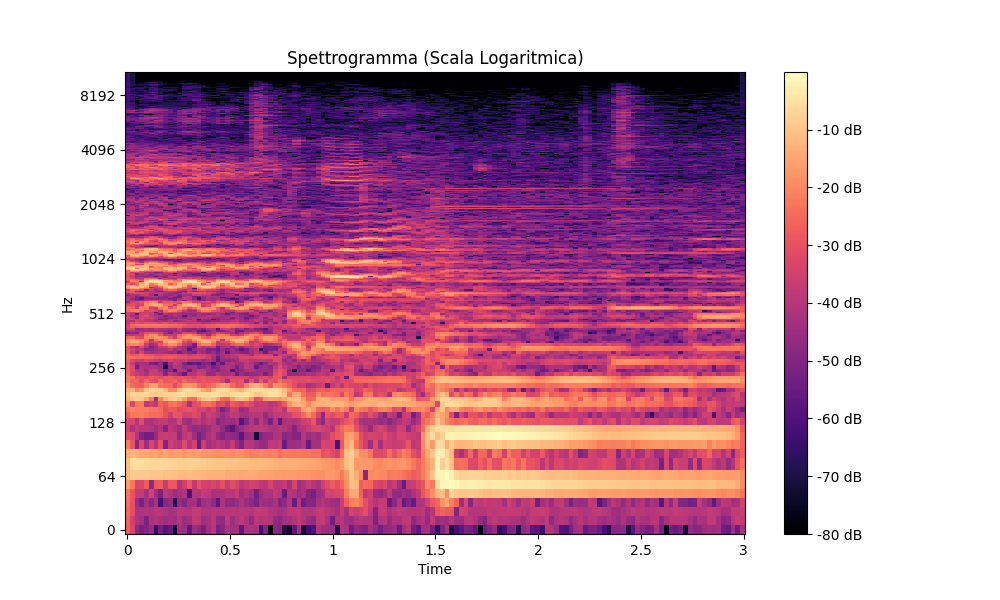 Spettrogramma (Scala Logaritmica)
8192
4096
2048
1024
512
256
128
64
0
Hz
0
0.5
1
1.5
2
2.5
3
Time
-10 dB
-20 dB
-30 dB
-40 dB
-50 dB
-60 dB
-70 dB
-80 dB